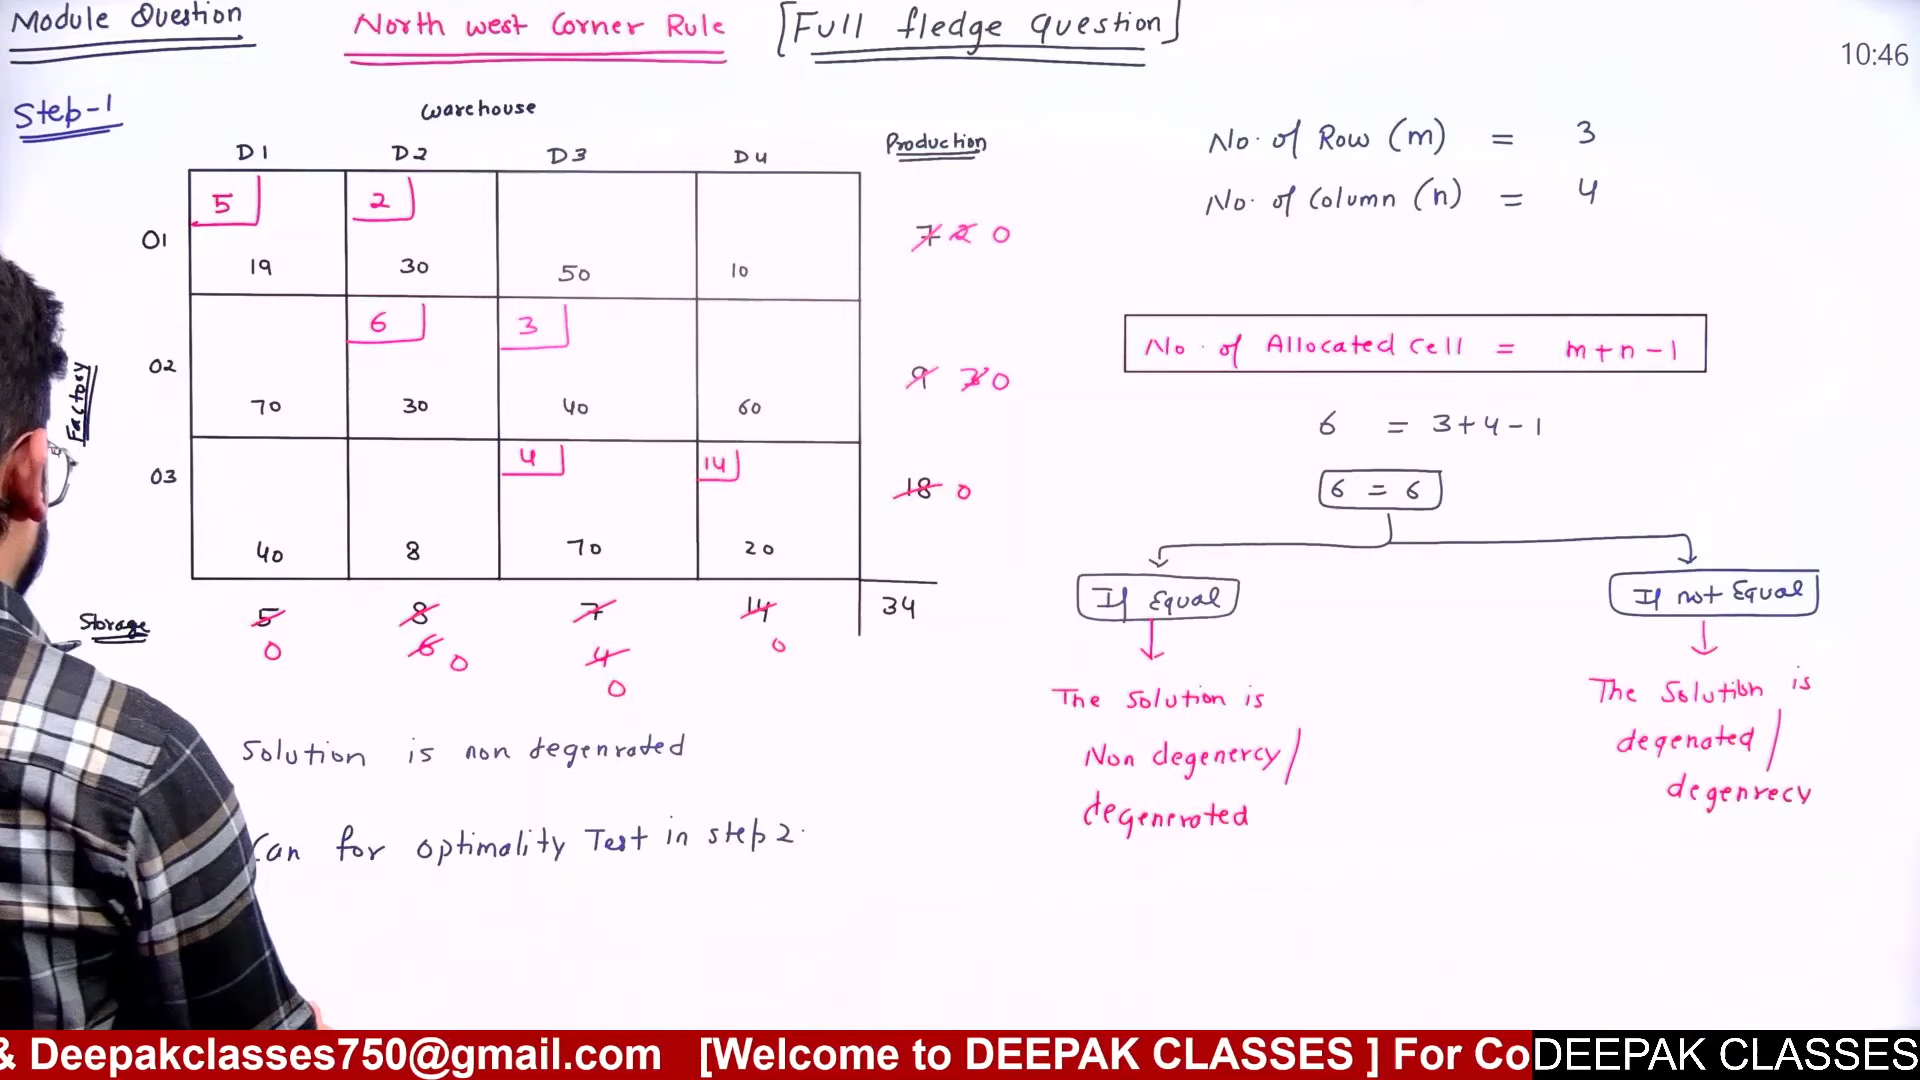 Module Question
North west Corner Rule
[Full fledge question]
10:46
Step-1
Warehouse
D1 D2 D3 D4 Production
5 2
O1 19 30 50 10 7 2 0
6 3
O2 70 30 40 60 9 3 0
4 14
O3 40 8 70 20 18 0
Factory
Storage 5 8 7 14 34
0 6 0 4 0
0
Solution is non degenrated
Can for optimality Test in step 2.
No. of Row (m) = 3
No. of Column (n) = 4
No. of Allocated Cell = m+n-1
6 = 3+4-1
6 = 6
If Equal
The Solution is
Non degenercy/
degenerated
If not Equal
The Solution is
degenated/
degenrecy
& Deepakclasses750@gmail.com [Welcome to DEEPAK CLASSES ] For Co
DEEPAK CLASSES